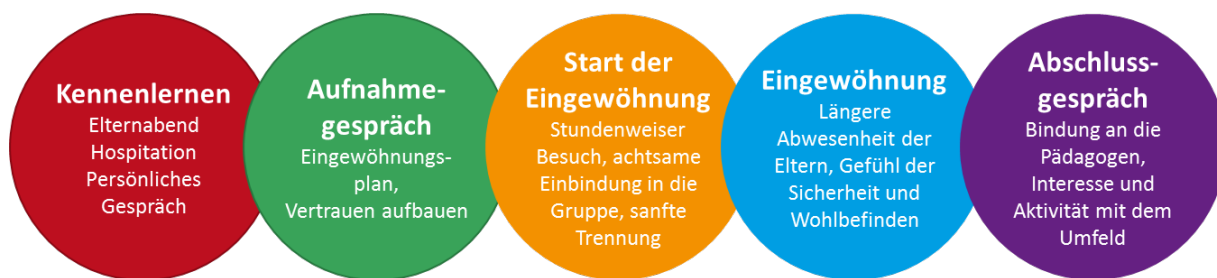 Kennenlernen
Elternabend
Hospitation
Persönliches
Gespräch
Aufnahme-
gespräch
Eingewöhnungs-
plan,
Vertrauen aufbauen
Start der
Eingewöhnung
Stundenweiser
Besuch, achtsame
Einbindung in die
Gruppe, sanfte
Trennung
Eingewöhnung
Längere
Abwesenheit der
Eltern, Gefühl der
Sicherheit und
Wohlbefinden
Abschluss-
gespräch
Bindung an die
Pädagogen,
Interesse und
Aktivität mit dem
Umfeld